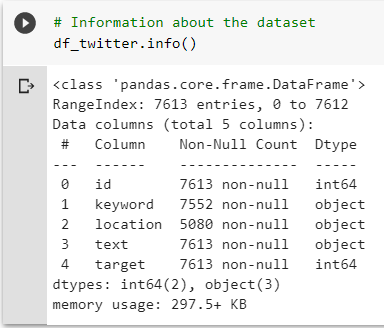 # Information about the dataset
df_twitter.info()
<class 'pandas.core.frame.DataFrame'>
RangeIndex: 7613 entries, 0 to 7612
Data columns (total 5 columns):
 #   Column    Non-Null Count  Dtype
---  ------    --------------  -----
 0   id        7613 non-null   int64
 1   keyword   7552 non-null   object
 2   location  5080 non-null   object
 3   text      7613 non-null   object
 4   target    7613 non-null   int64
dtypes: int64(2), object(3)
memory usage: 297.5+ KB